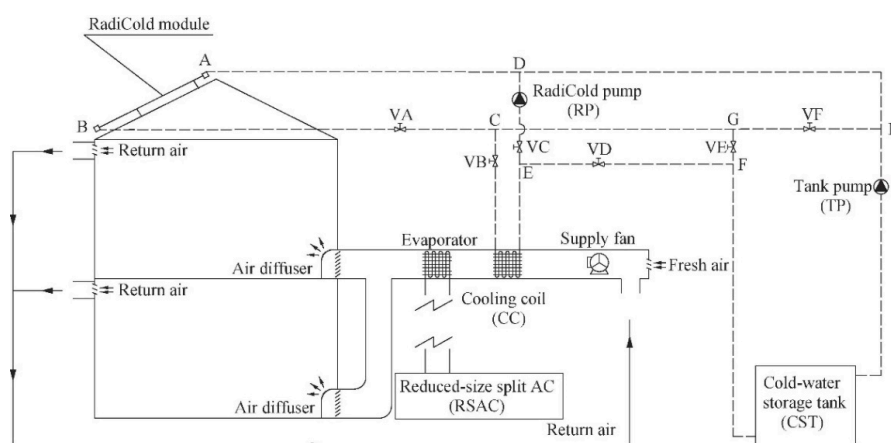 RadiCold module
A
D
RadiCold pump
(RP)
B
VA
C
G
VF
Return air
VC
VB
VD
VE
E
F
Tank pump
(TP)
Evaporator
Supply fan
Air diffuser
Fresh air
Return air
Cooling coil
(CC)
Reduced-size split AC
(RSAC)
Cold-water
storage tank
(CST)
Air diffuser
Return air